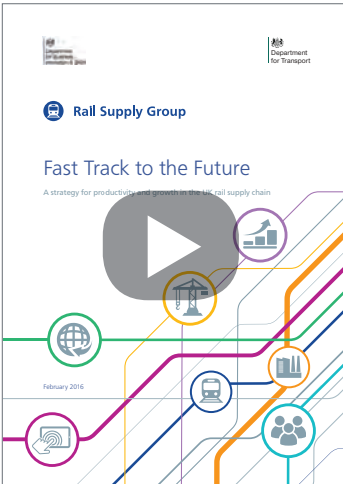 Department
for Transport
Rail Supply Group
Fast Track to the Future
A strategy for productivity and growth in the UK rail supply chain
February 2016